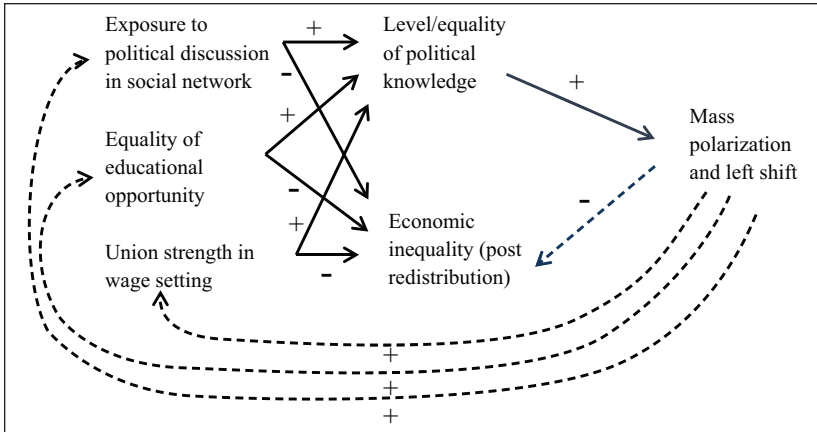 Exposure to
political discussion
in social network
+
-
Level/equality
of political
knowledge
+
Mass
polarization
and left shift
Equality of
educational
opportunity
+
-
-
Union strength in
wage setting
+
-
Economic
inequality (post
redistribution)
+
+
+